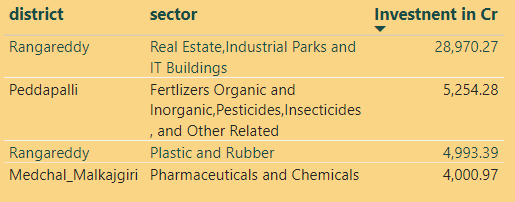 district sector Investnent in Cr
Rangareddy Real Estate,Industrial Parks and 28,970.27
IT Buildings
Peddapalli Fertlizers Organic and 5,254.28
Inorganic,Pesticides,Insecticides
, and Other Related
Rangareddy Plastic and Rubber 4,993.39
Medchal_Malkajgiri Pharmaceuticals and Chemicals 4,000.97